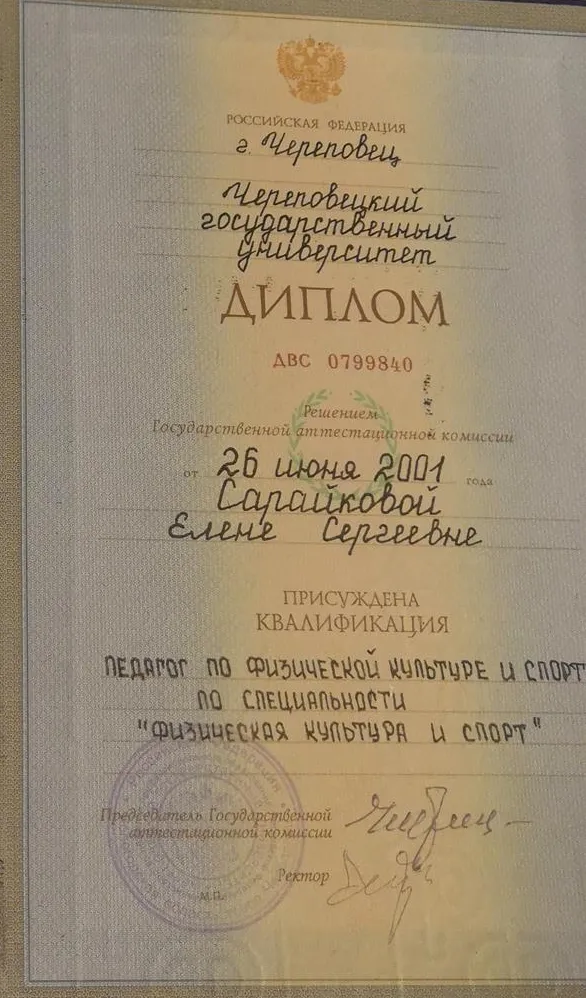 РОССИЙСКАЯ ФЕДЕРАЦИЯ
г. Череповец
Череповецкий
государственный
университет
ДИПЛОМ
ДВС 0799840
Решением
Государственной аттестационной комиссии
от 26 июня 2001 года
Сарайковой
Елене Сергеевне
ПРИСУЖДЕНА
КВАЛИФИКАЦИЯ
ПЕДАГОГ ПО ФИЗИЧЕСКОЙ КУЛЬТУРЕ И СПОРТ
ПО СПЕЦИАЛЬНОСТИ
"ФИЗИЧЕСКАЯ КУЛЬТУРА И СПОРТ"
Председатель Государственной
аттестационной комиссии
Ректор
М.П.